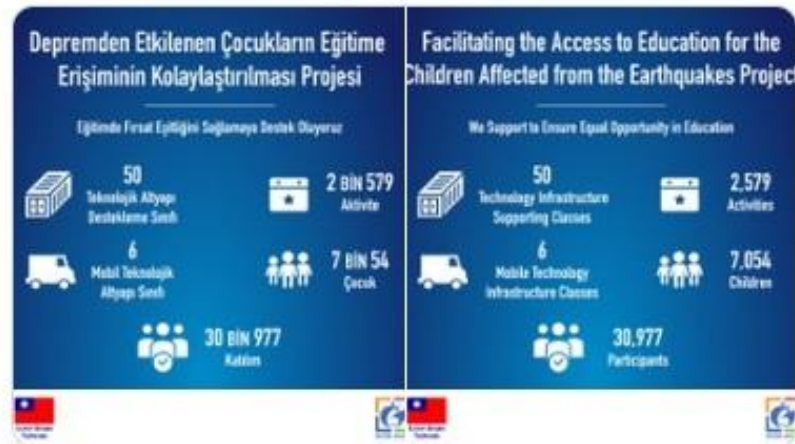 Depremden Etkilenen Çocukların Eğitime
Erişiminin Kolaylaştırılması Projesi
Eğitimde Fırsat Eşitliğini Sağlamaya Destek Oluyoruz
50
Teknolojik Altyapı
Destekleme Sınıfı
2 BİN 579
Aktivite
6
Mobil Teknolojik
Altyapı Sınıfı
7 BİN 54
Çocuk
30 BİN 977
Katılım
Facilitating the Access to Education for the
Children Affected from the Earthquakes Project
We Support to Ensure Equal Opportunity in Education
50
Technology Infrastructure
Supporting Classes
2,579
Activities
6
Mobile Technology
Infrastructure Classes
7,054
Children
30,977
Participants